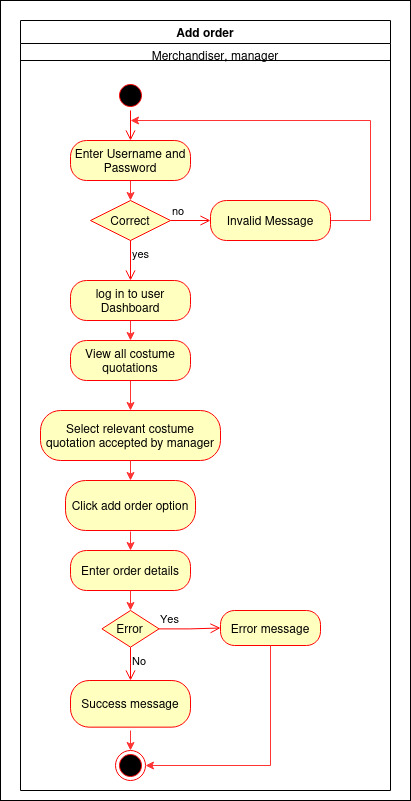 Add order
Merchandiser, manager
Enter Username and
Password
Correct
no
Invalid Message
yes
log in to user
Dashboard
View all costume
quotations
Select relevant costume
quotation accepted by manager
Click add order option
Enter order details
Error
Yes
Error message
No
Success message